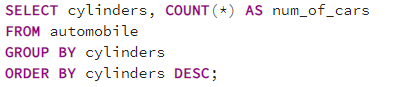 SELECT cylinders, COUNT(*) AS num_of_cars
FROM automobile
GROUP BY cylinders
ORDER BY cylinders DESC;